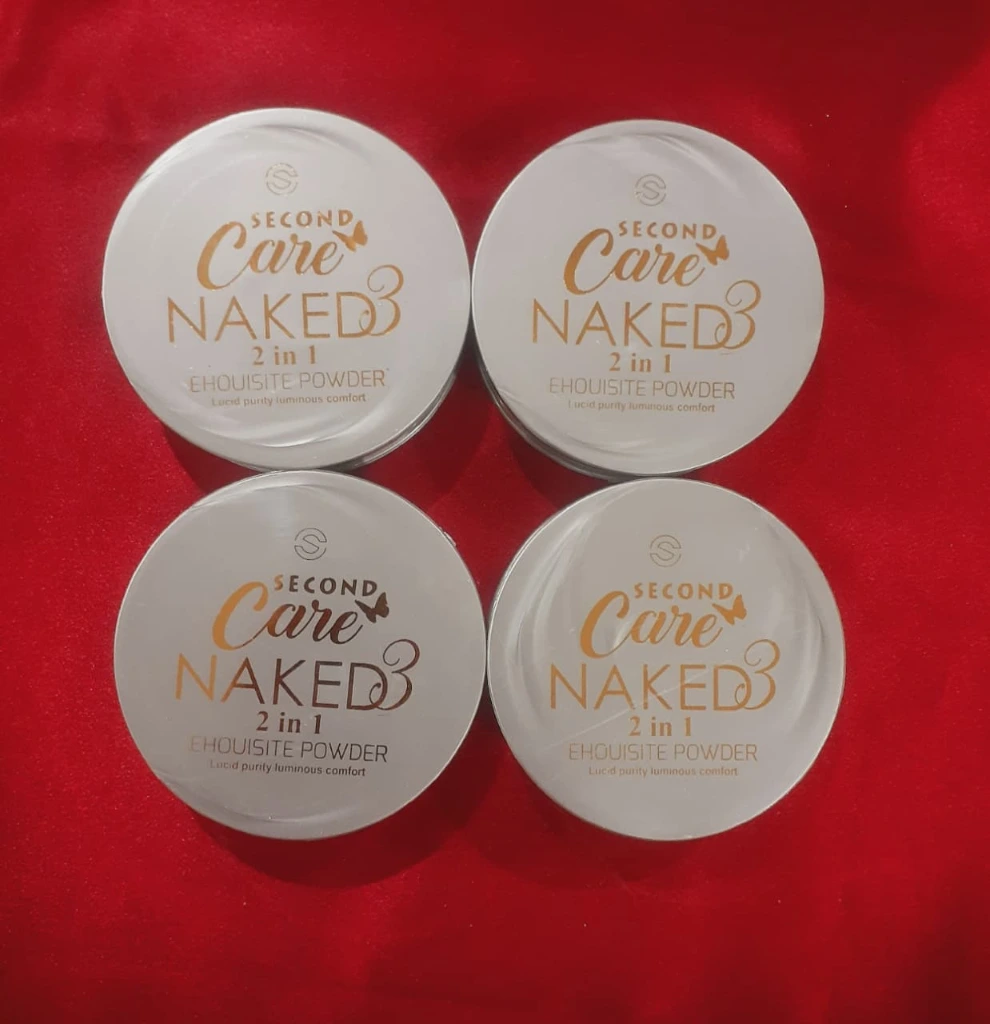 S
SECOND
Care
NAKED3
2 in 1
EHOUISITE POWDER
Lucid purity luminous comfort
S
SECOND
Care
NAKED3
2 in 1
EHOUISITE POWDER
Lucid purity luminous comfort
S
SECOND
Care
NAKED3
2 in 1
EHOUISITE POWDER
Lucid purity luminous comfort
S
SECOND
Care
NAKED3
2 in 1
EHOUISITE POWDER
Lucid purity luminous comfort